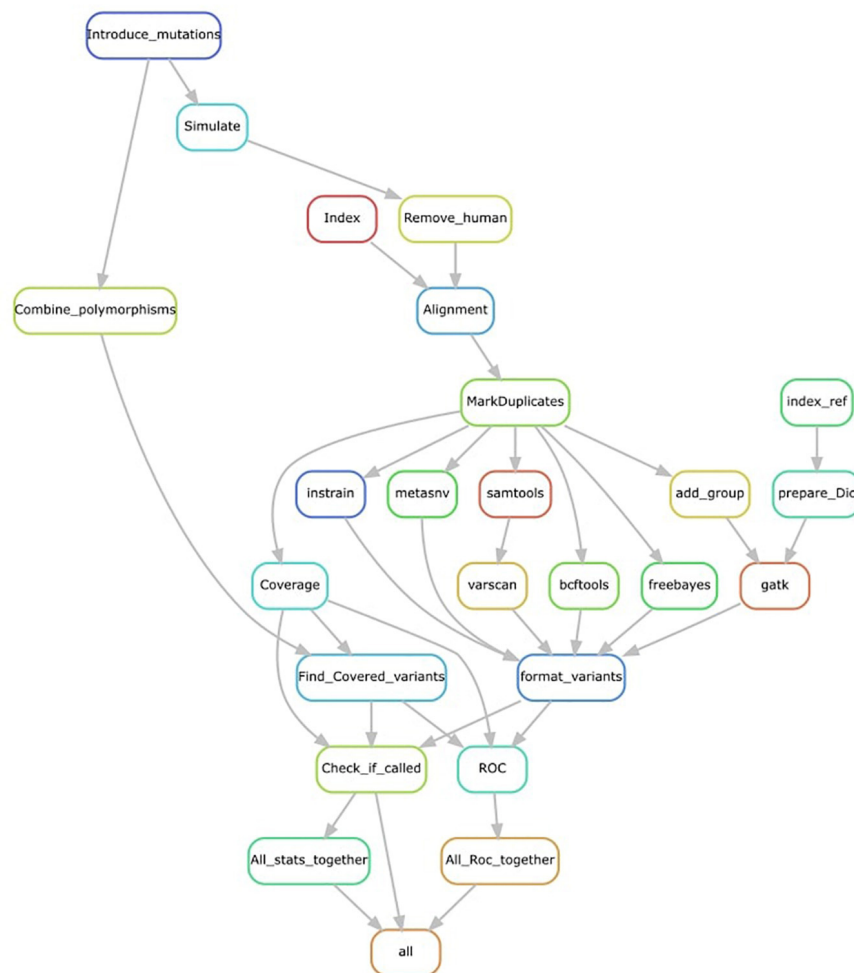 Introduce_mutations
Simulate
Index
Remove_human
Combine_polymorphisms
Alignment
MarkDuplicates
index_ref
instrain
metasnv
samtools
add_group
prepare_Dic
Coverage
varscan
bcftools
freebayes
gatk
Find_Covered_variants
format_variants
Check_if_called
ROC
All_stats_together
All_Roc_together
all